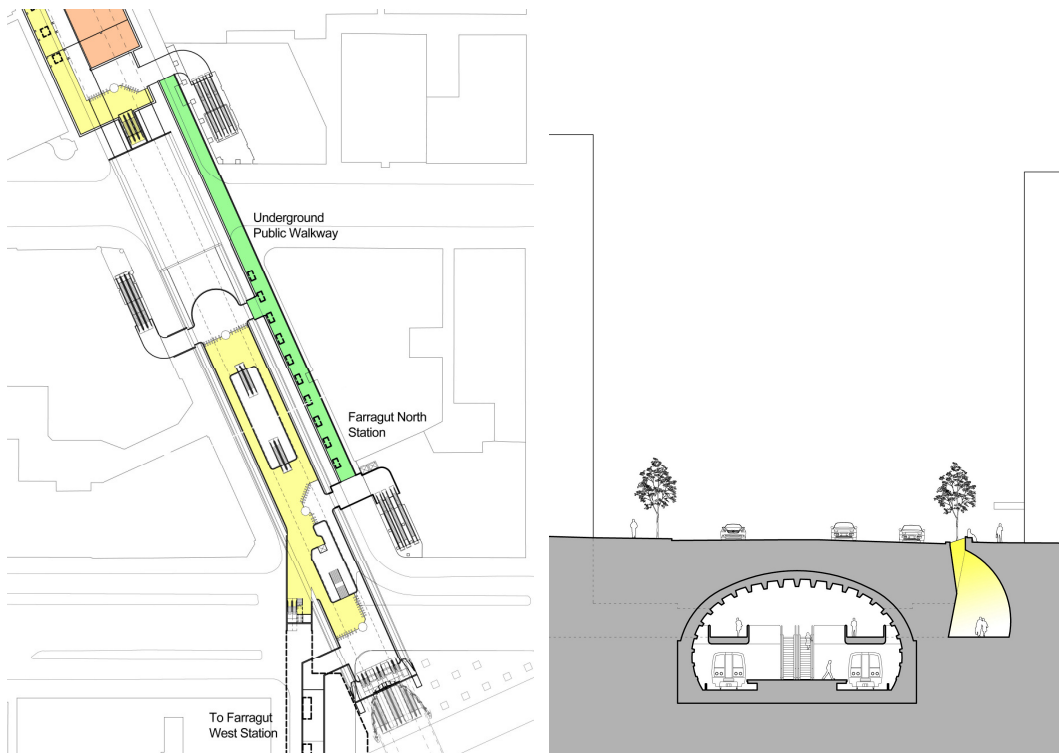 Underground
Public Walkway
Farragut North
Station
To Farragut
West Station